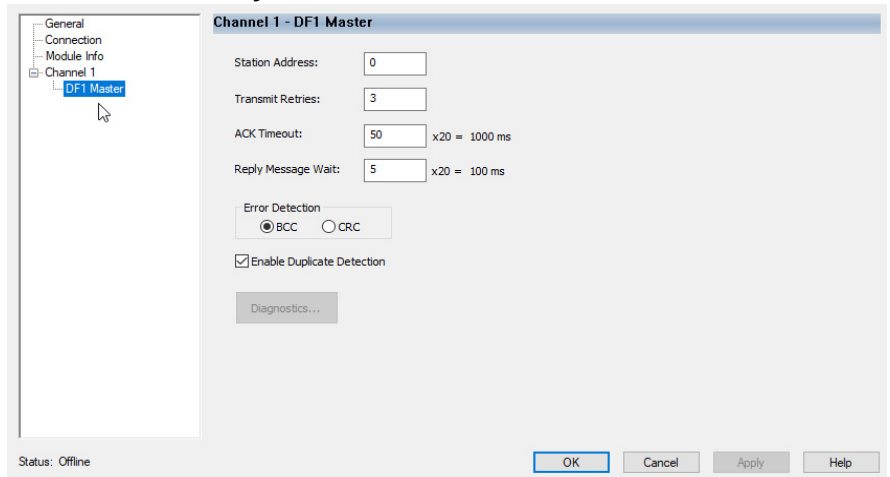 General
Connection
Module Info
Channel 1
DF1 Master
Channel 1 - DF1 Master
Station Address: 0
Transmit Retries: 3
ACK Timeout: 50 x20 = 1000 ms
Reply Message Wait: 5 x20 = 100 ms
Error Detection
BCC CRC
Enable Duplicate Detection
Diagnostics...
Status: Offline OK Cancel Apply Help